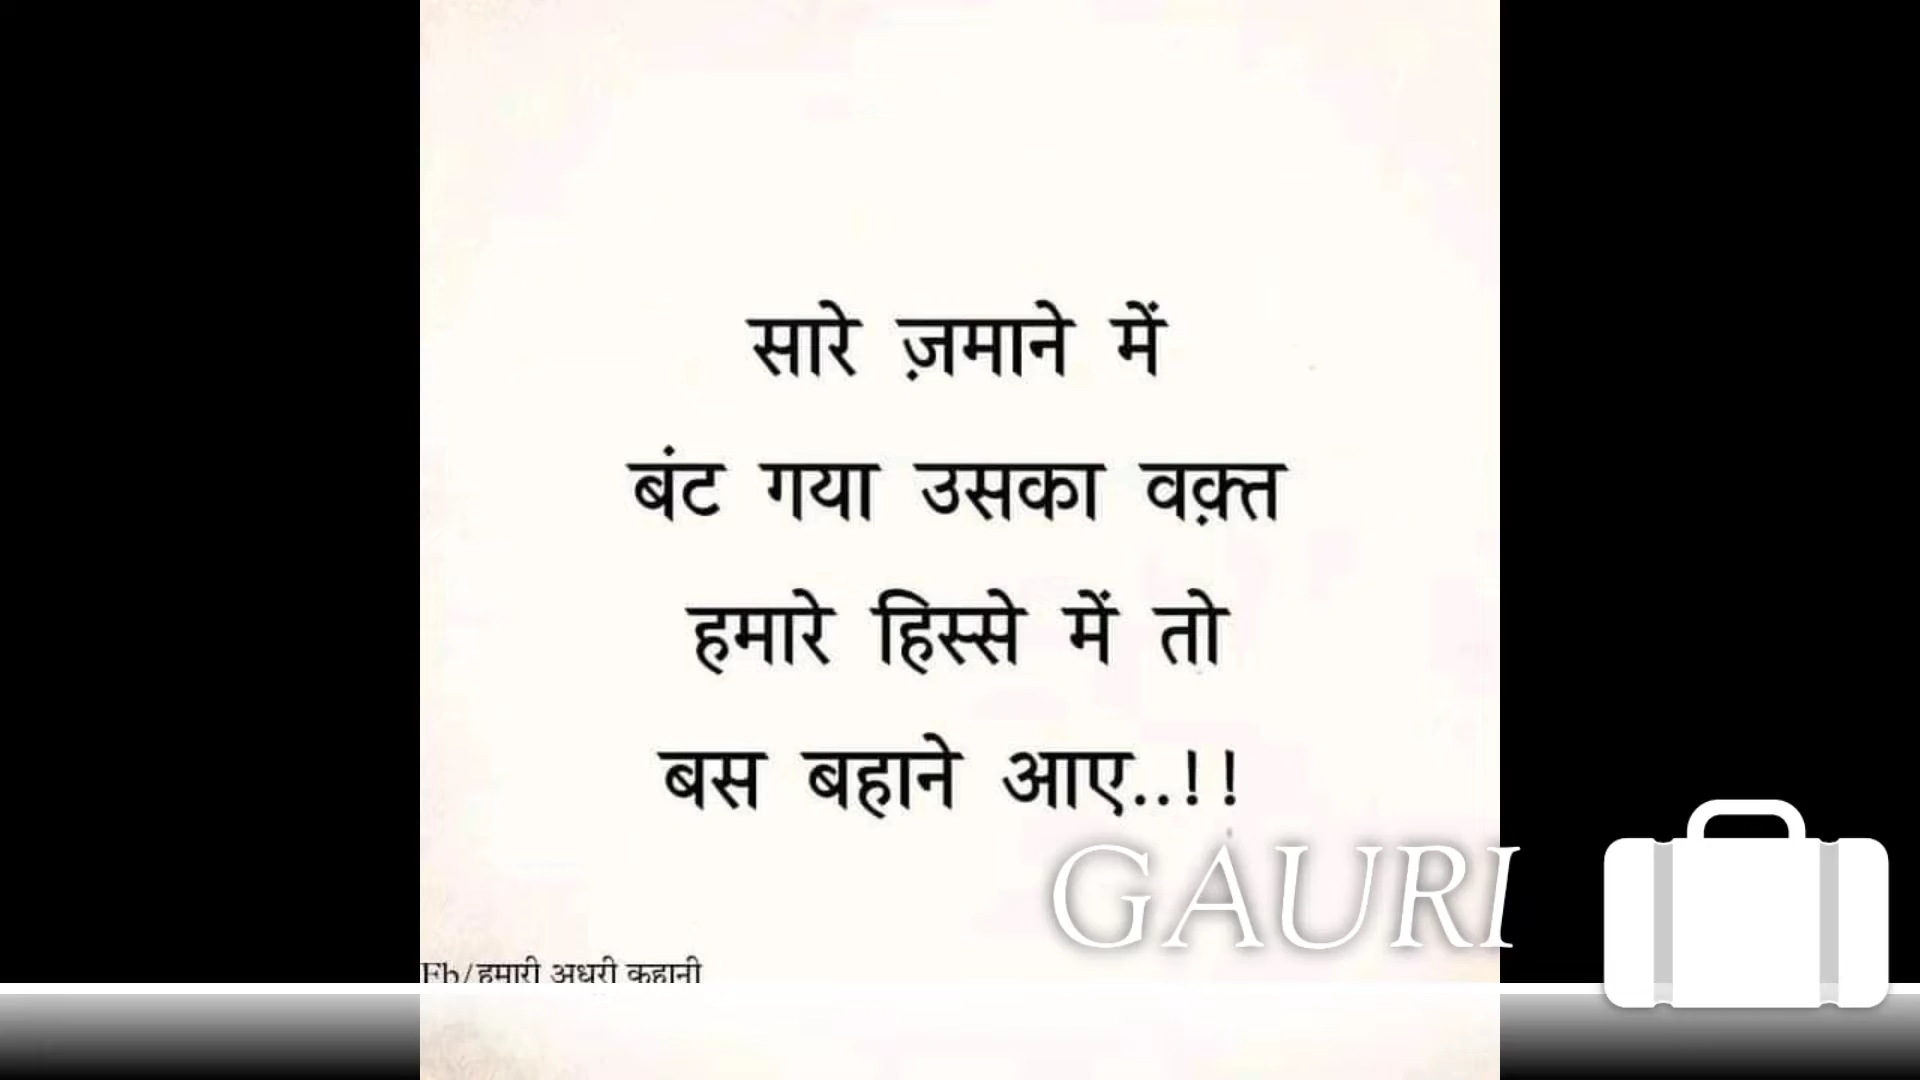 सारे ज़माने में
बंट गया उसका वक़्त
हमारे हिस्से में तो
बस बहाने आए..!!
GAURI
Fb/हमारी अधूरी कहानी